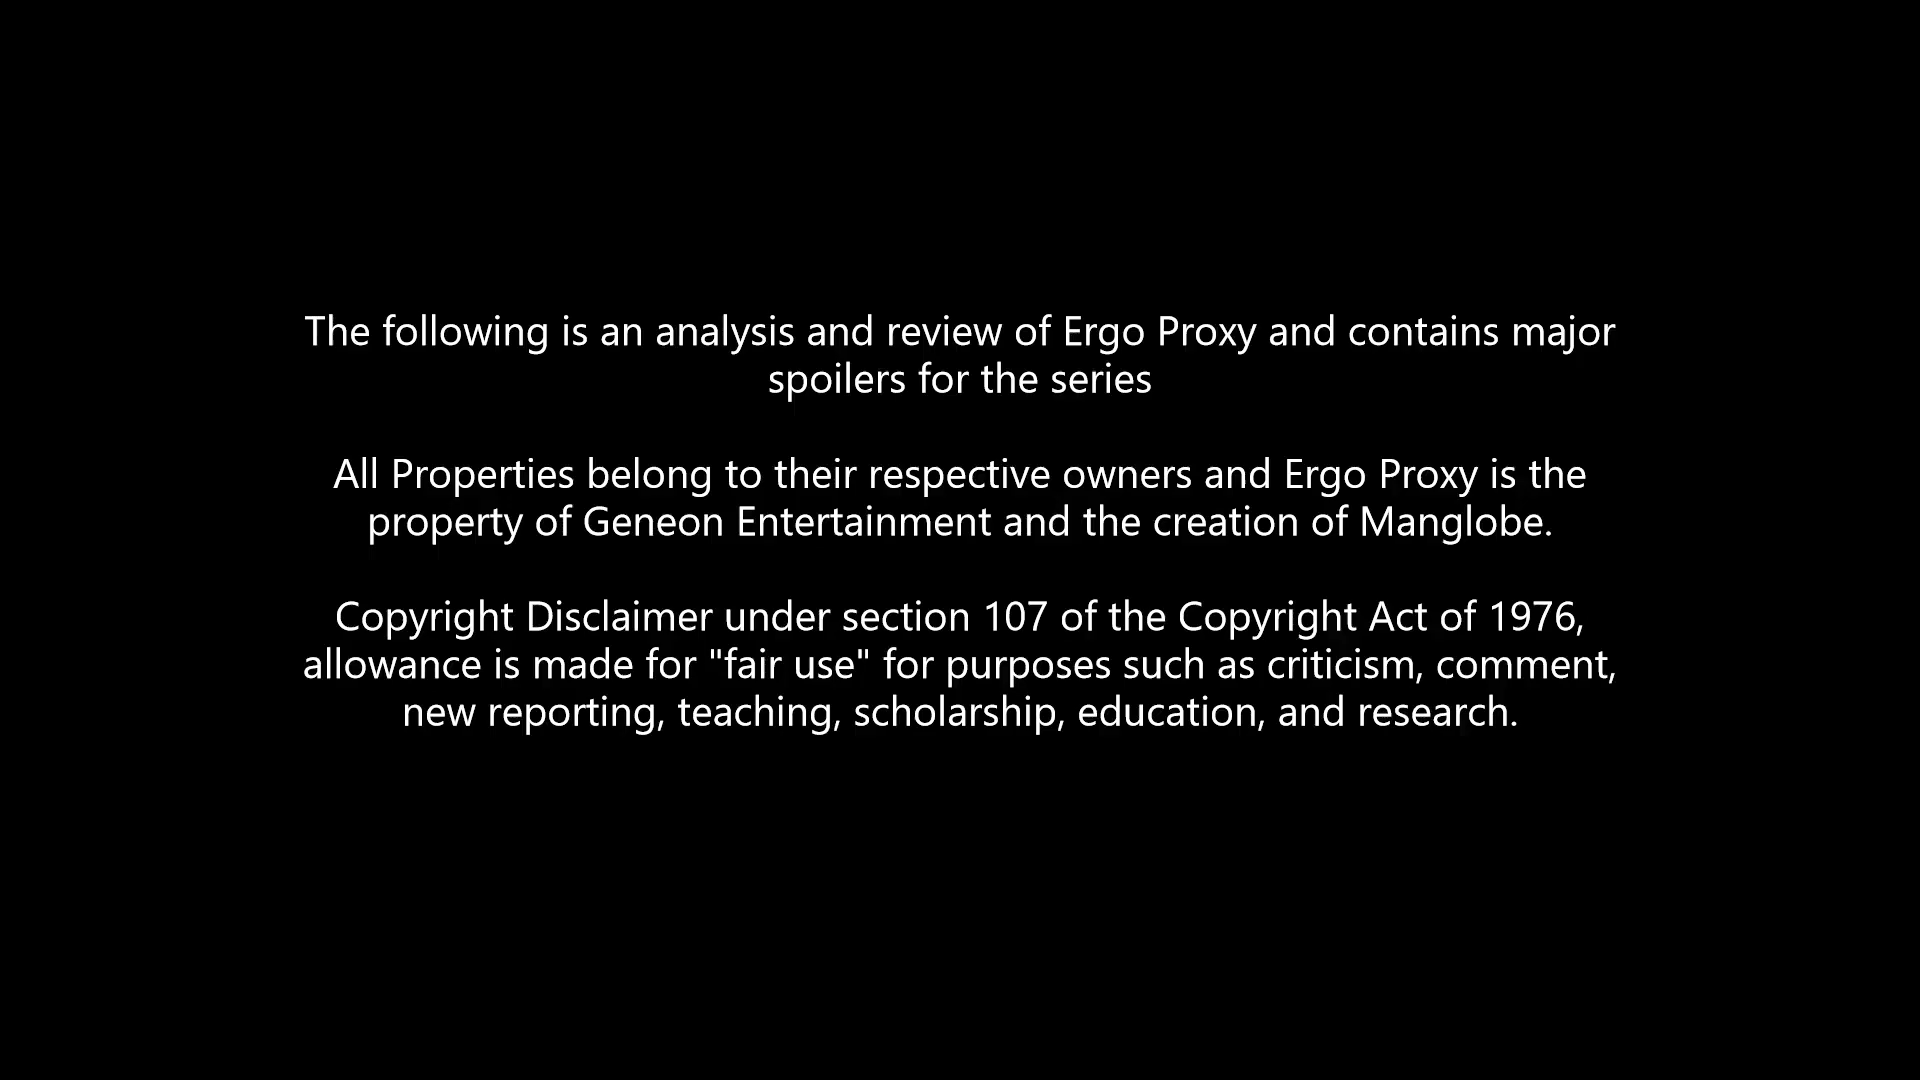 The following is an analysis and review of Ergo Proxy and contains major
spoilers for the series
All Properties belong to their respective owners and Ergo Proxy is the
property of Geneon Entertainment and the creation of Manglobe.
Copyright Disclaimer under section 107 of the Copyright Act of 1976,
allowance is made for "fair use" for purposes such as criticism, comment,
new reporting, teaching, scholarship, education, and research.